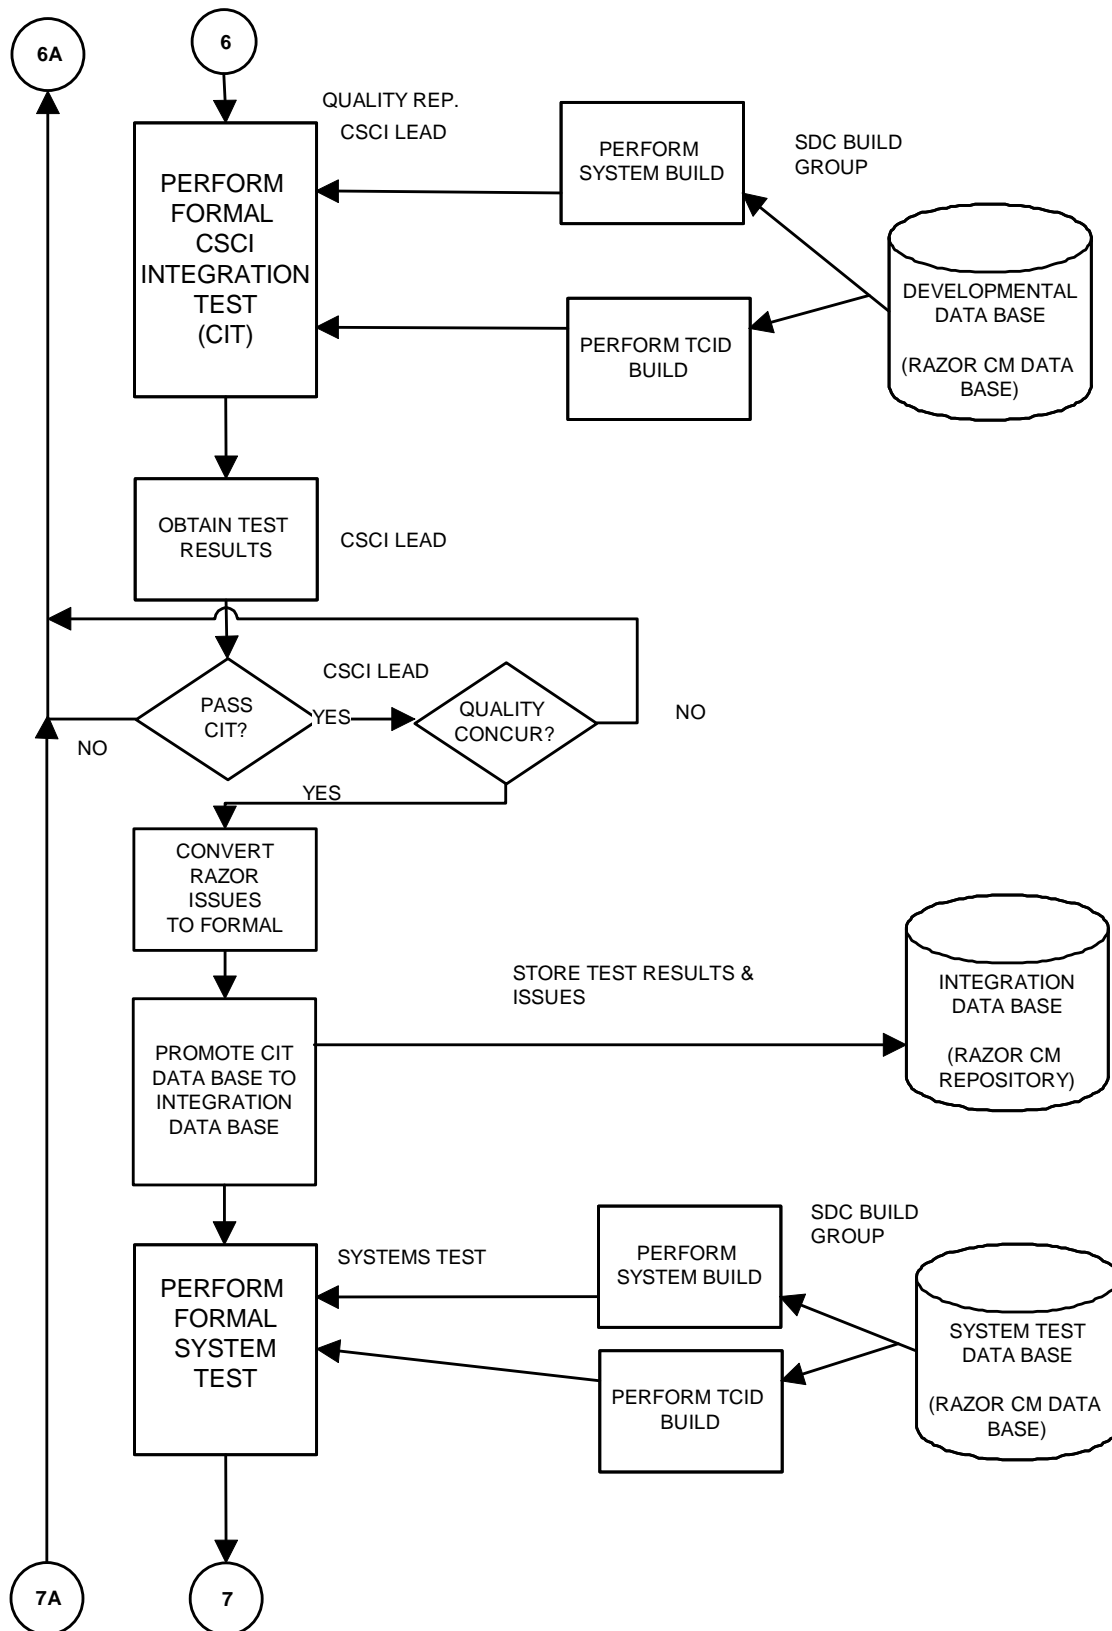 6A
6
QUALITY REP.
CSCI LEAD
PERFORM
FORMAL
CSCI
INTEGRATION
TEST
(CIT)
PERFORM
SYSTEM BUILD
SDC BUILD
GROUP
PERFORM TCID
BUILD
DEVELOPMENTAL
DATA BASE
(RAZOR CM DATA
BASE)
OBTAIN TEST
RESULTS
CSCI LEAD
PASS
CIT?
NO
CSCI LEAD
YES
QUALITY
CONCUR?
NO
YES
CONVERT
RAZOR
ISSUES
TO FORMAL
STORE TEST RESULTS &
ISSUES
INTEGRATION
DATA BASE
(RAZOR CM
REPOSITORY)
PROMOTE CIT
DATA BASE TO
INTEGRATION
DATA BASE
PERFORM
FORMAL
SYSTEM
TEST
SYSTEMS TEST
PERFORM
SYSTEM BUILD
SDC BUILD
GROUP
PERFORM TCID
BUILD
SYSTEM TEST
DATA BASE
(RAZOR CM DATA
BASE)
7A
7